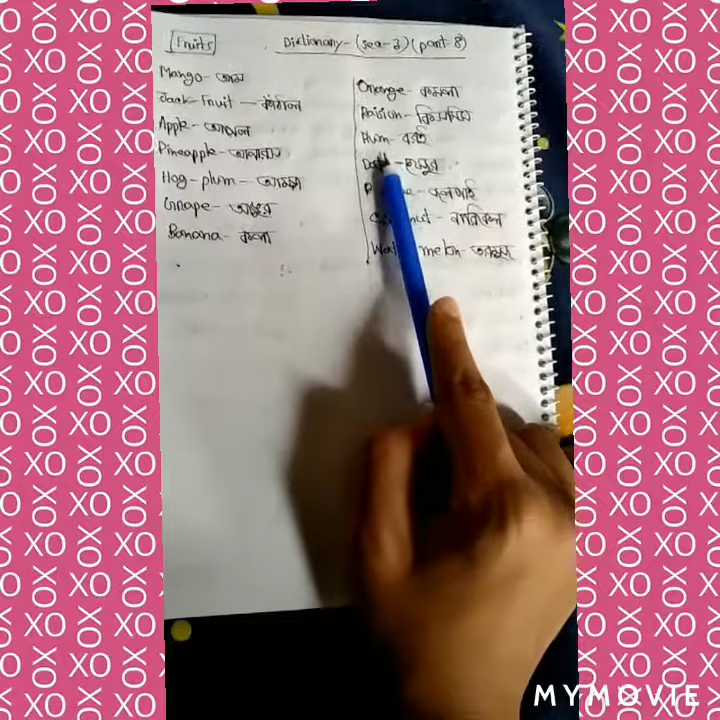 Fruits
Dictionary-(sea-3)(part-8)
Mango- আম
Jack-Fruit - কাঁঠাল
Apple- আপেল
Pineapple- আনারস
Hog-plum- আমড়া
Grape- আঙ্গুর
Banana- কলা
Orange- কমলা
কিসমিস
Plum- বরই
খেজুর
জলপাই
নারিকেল
melon তরমুজ
MYMOVIE